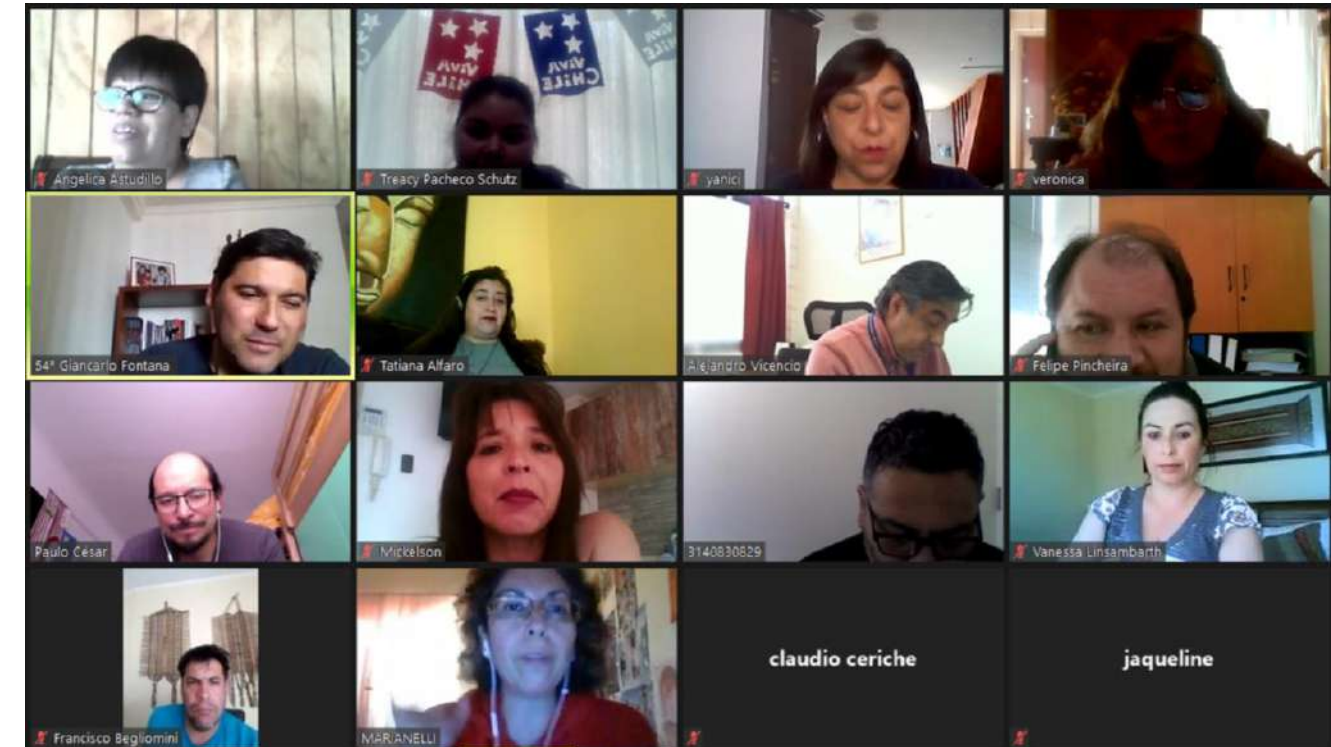 VIVA
CHILE
VIVA
CHILE
Angelica Astudillo
Treacy Pacheco Schutz
yanici
veronica
54° Giancarlo Fontana
Tatiana Alfaro
Alejandro Vicencio
Felipe Pincheira
Paulo César
Mickelson
3140830829
Vanessa Linsambarth
Francisco Begliomini
MARIANELLI
claudio ceriche
jaqueline